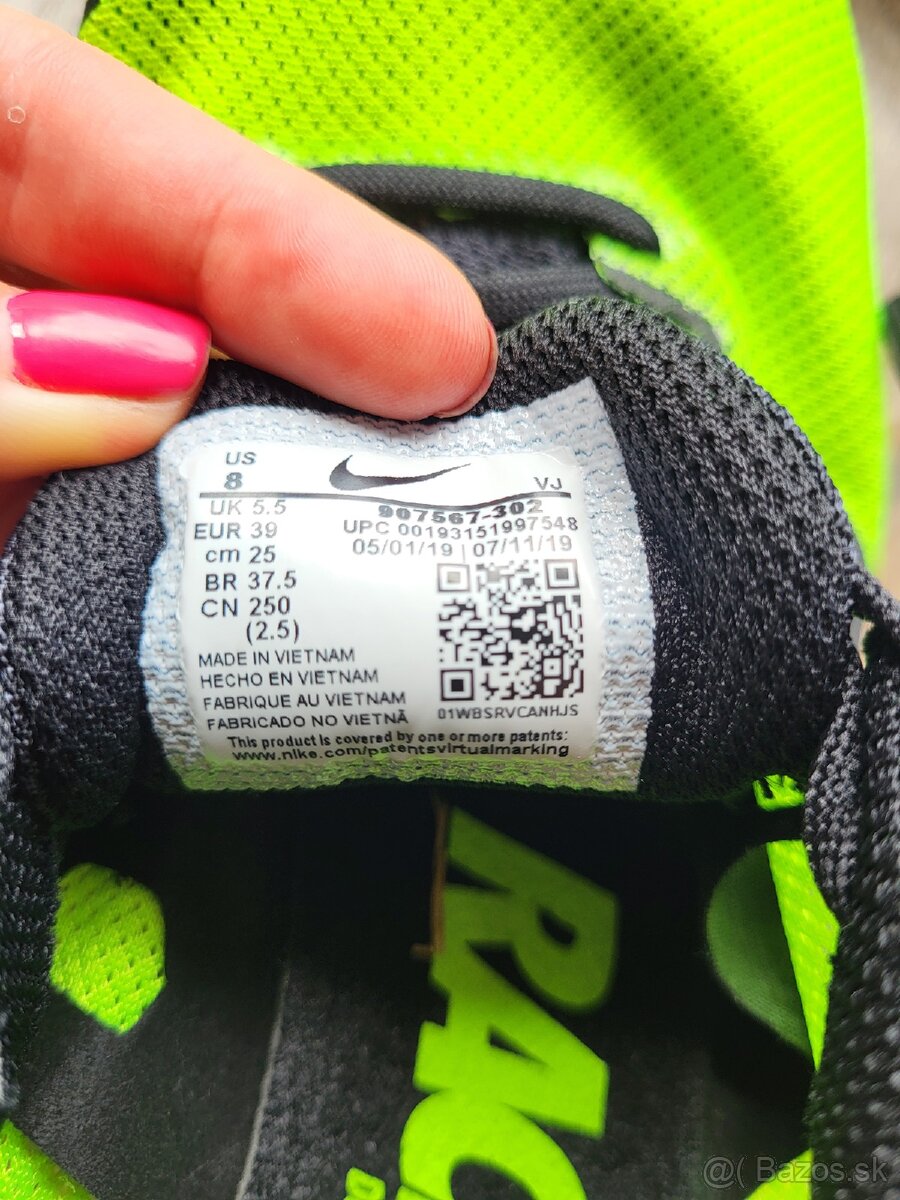 US
8
VJ
UK 5.5
EUR 39
cm 25
BR 37.5
CN 250
(2.5)
907567-302
UPC 00193151997548
05/01/19 | 07/11/19
01WBSRVCANHJS
MADE IN VIETNAM
HECHO EN VIETNAM
FABRIQUE AU VIETNAM
FABRICADO NO VIETNÃ
This product is covered by one or more patents:
www.nike.com/patentsvirtualmarking
RAC
@( Bazos.sk